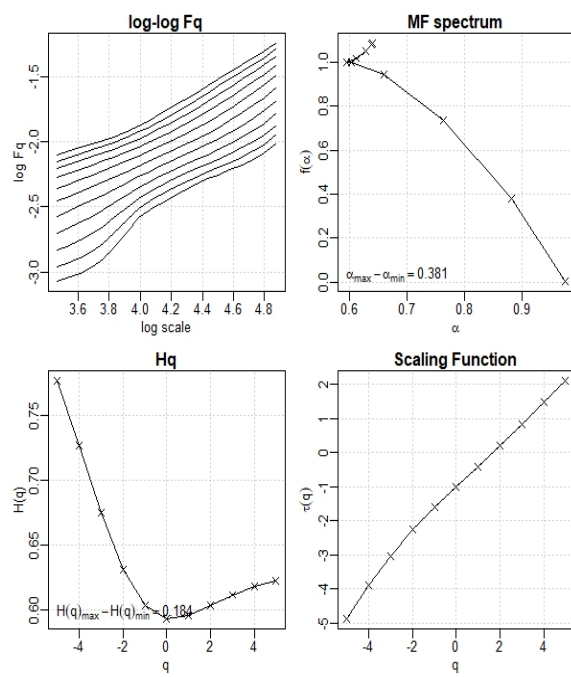 log-log Fq
log Fq
-1.5
-2.0
-2.5
-3.0
3.6 3.8 4.0 4.2 4.4 4.6 4.8
log scale
MF spectrum
f(α)
1.0
0.8
0.6
0.4
0.2
0.0
αmax − αmin = 0.381
0.6 0.7 0.8 0.9
α
Hq
H(q)
0.75
0.70
0.65
0.60
H(q)max − H(q)min = 0.184
-4 -2 0 2 4
q
Scaling Function
τ(q)
2
1
0
-1
-2
-3
-4
-5
-4 -2 0 2 4
q